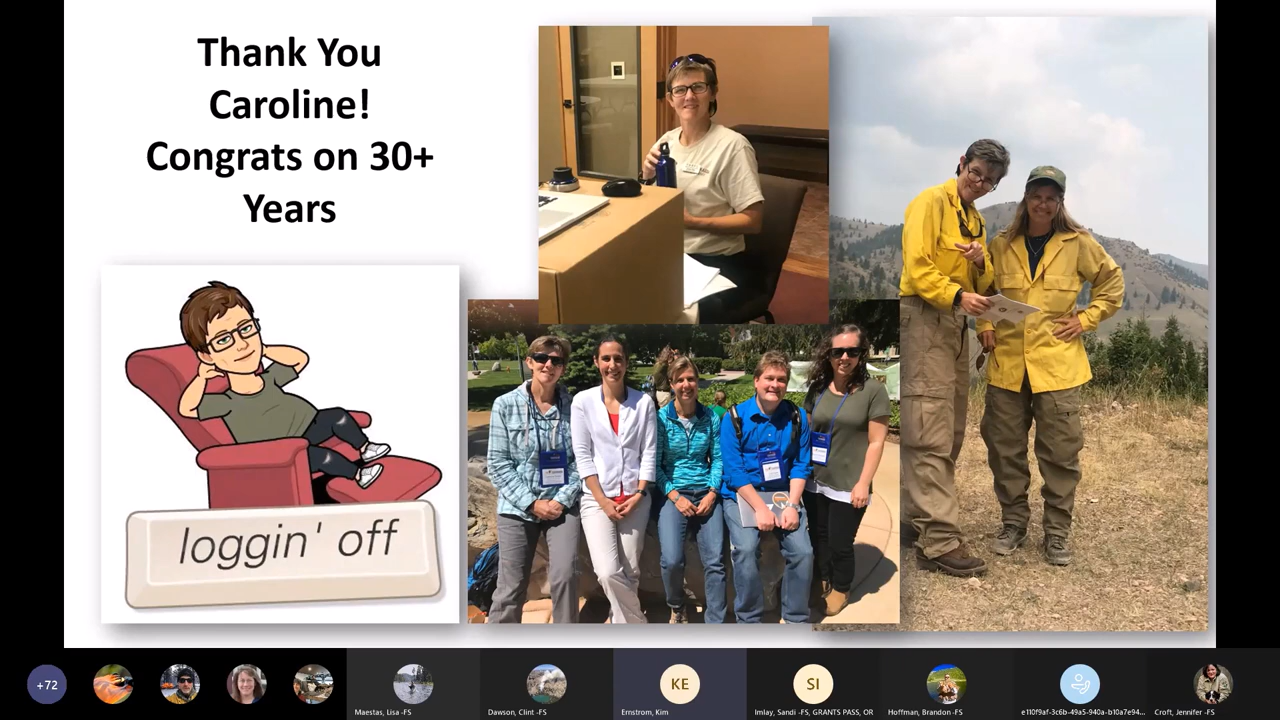 Thank You
Caroline!
Congrats on 30+
Years
loggin' off
+72
Maestas, Lisa -FS
Dawson, Clint -FS
KE
Ernstrom, Kim
SI
Imlay, Sandi -FS, GRANTS PASS, OR
Hoffman, Brandon -FS
e110f9af-3c6b-49a5-940a-b10a7e94...
Croft, Jennifer -FS